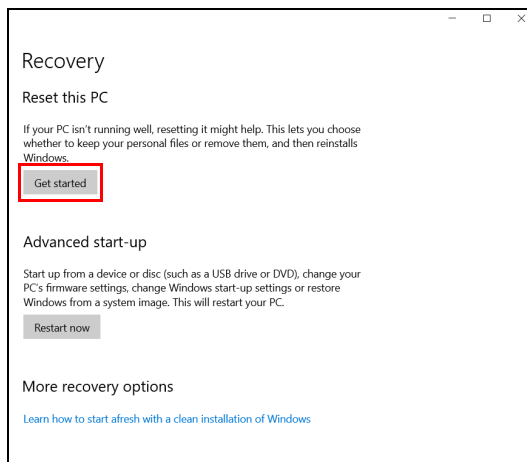 Recovery
Reset this PC
If your PC isn't running well, resetting it might help. This lets you choose
whether to keep your personal files or remove them, and then reinstalls
Windows.
Get started
Advanced start-up
Start up from a device or disc (such as a USB drive or DVD), change your
PC's firmware settings, change Windows start-up settings or restore
Windows from a system image. This will restart your PC.
Restart now
More recovery options
Learn how to start afresh with a clean installation of Windows